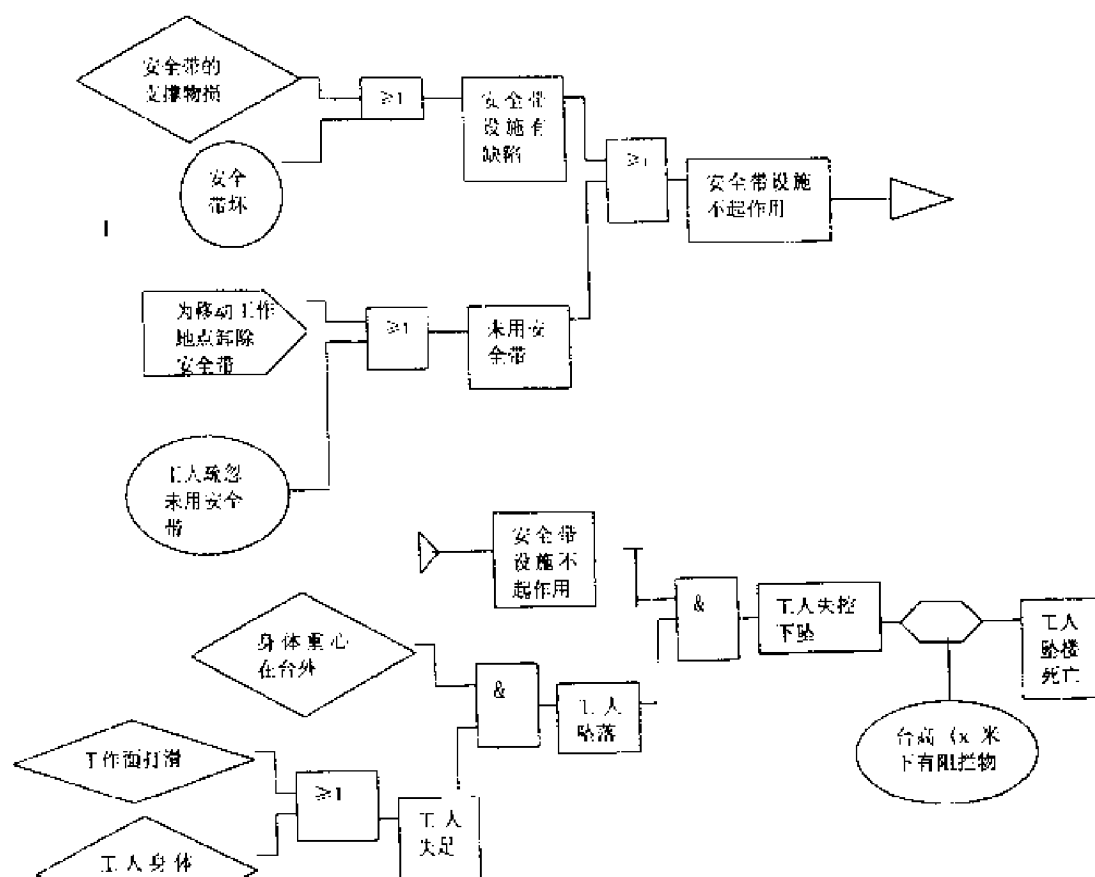 安全带的
支撑物损
≥1
安全带
设施有
缺陷
安全
带坏
≥1
安全带设施
不起作用
为移动工作
地点卸除
安全带
≥1
未用安
全带
工人疏忽
未用安全
带
安全带
设施不
起作用
&
工人失控
下坠
工人
坠楼
死亡
身体重心
在台外
&
工人
坠落
台高（x 米
下有阻拦物
工作面打滑
≥1
工人
失足
工人身体